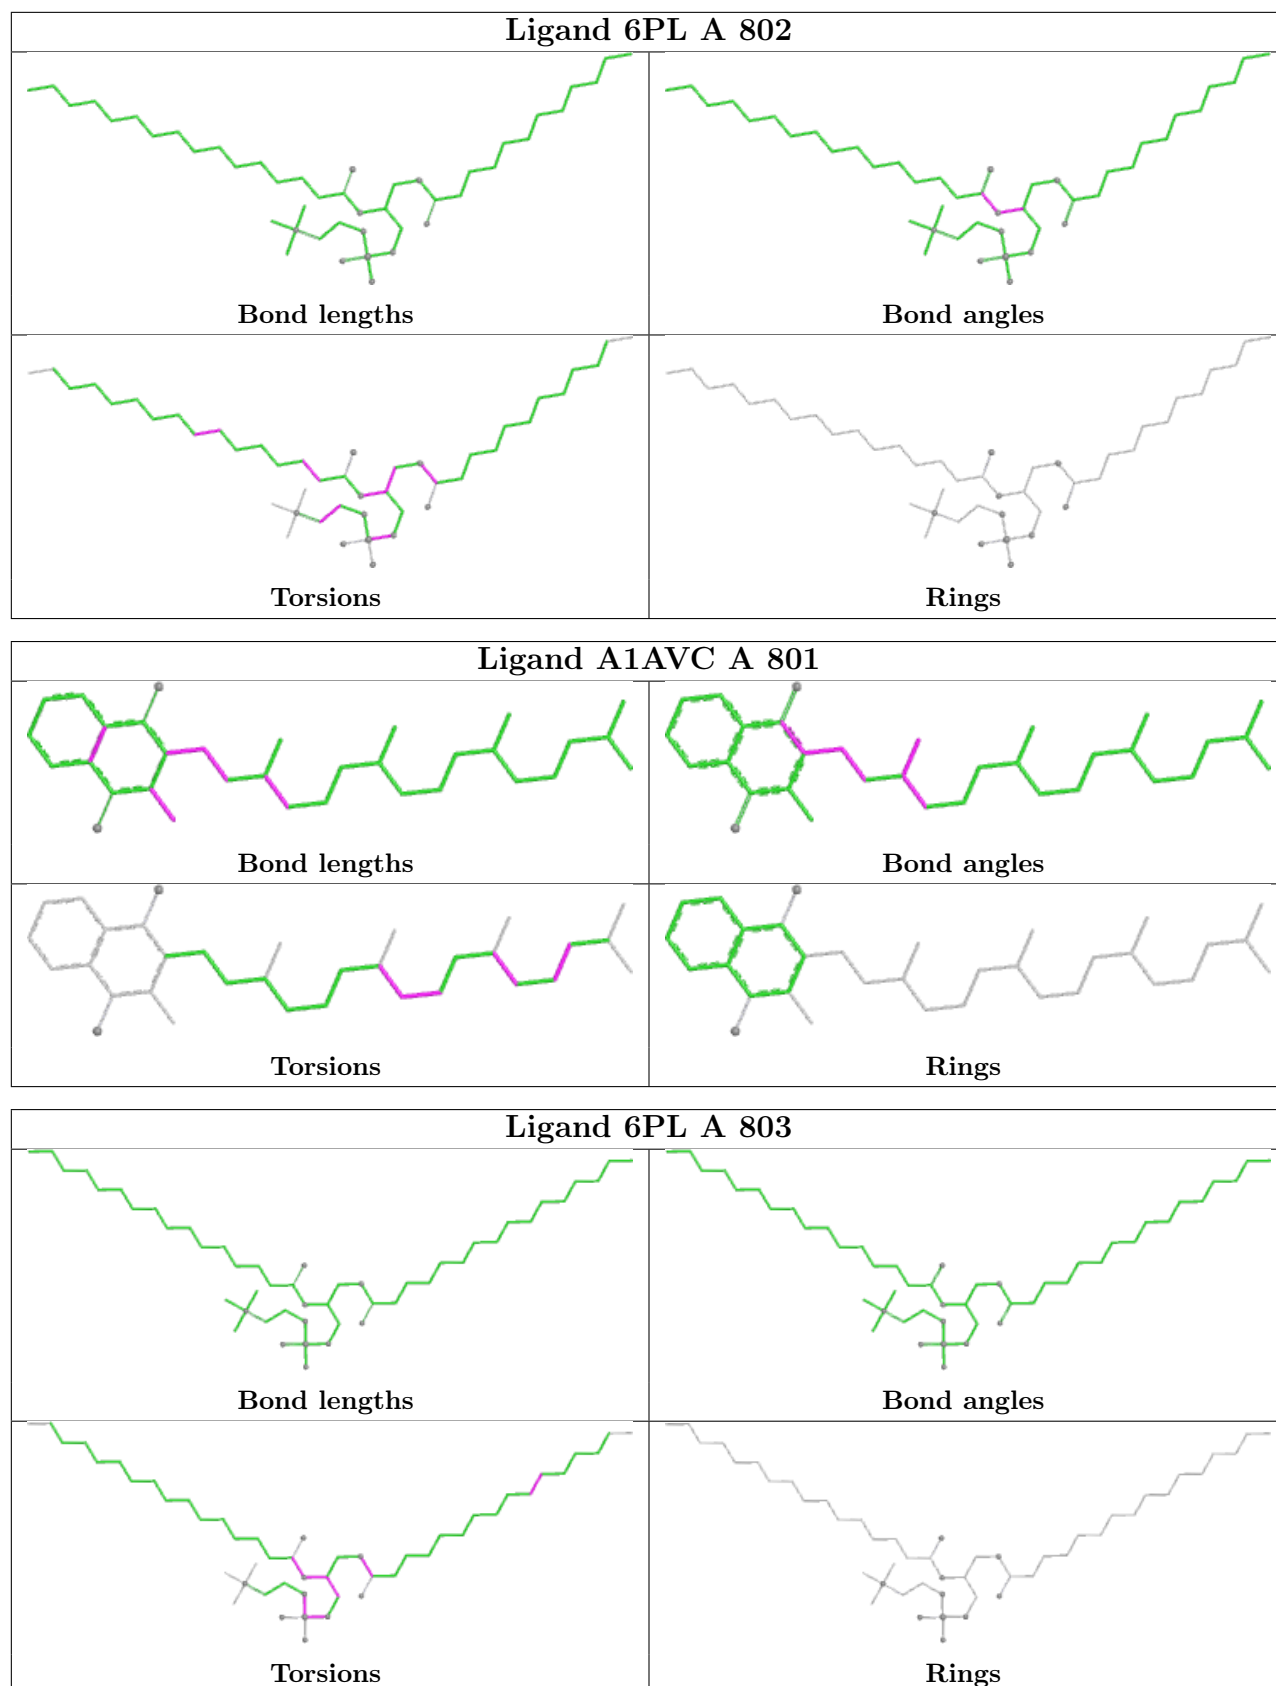 Ligand 6PL A 802
Bond lengths
Bond angles
Torsions
Rings
Ligand A1AVC A 801
Bond lengths
Bond angles
Torsions
Rings
Ligand 6PL A 803
Bond lengths
Bond angles
Torsions
Rings